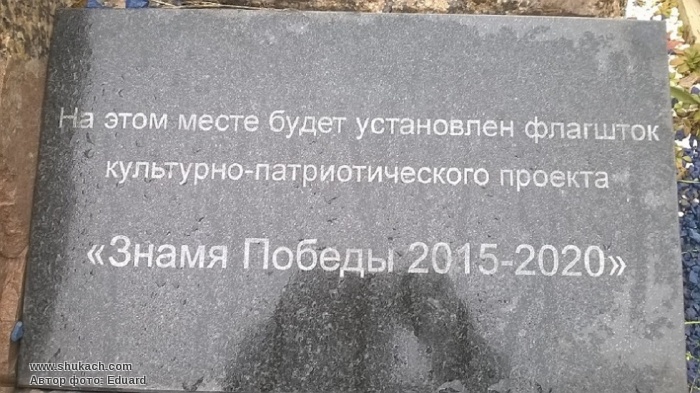 На этом месте будет установлен флагшток
культурно-патриотического проекта
«Знамя Победы 2015-2020»
www.shukach.com
Автор фото: Eduard